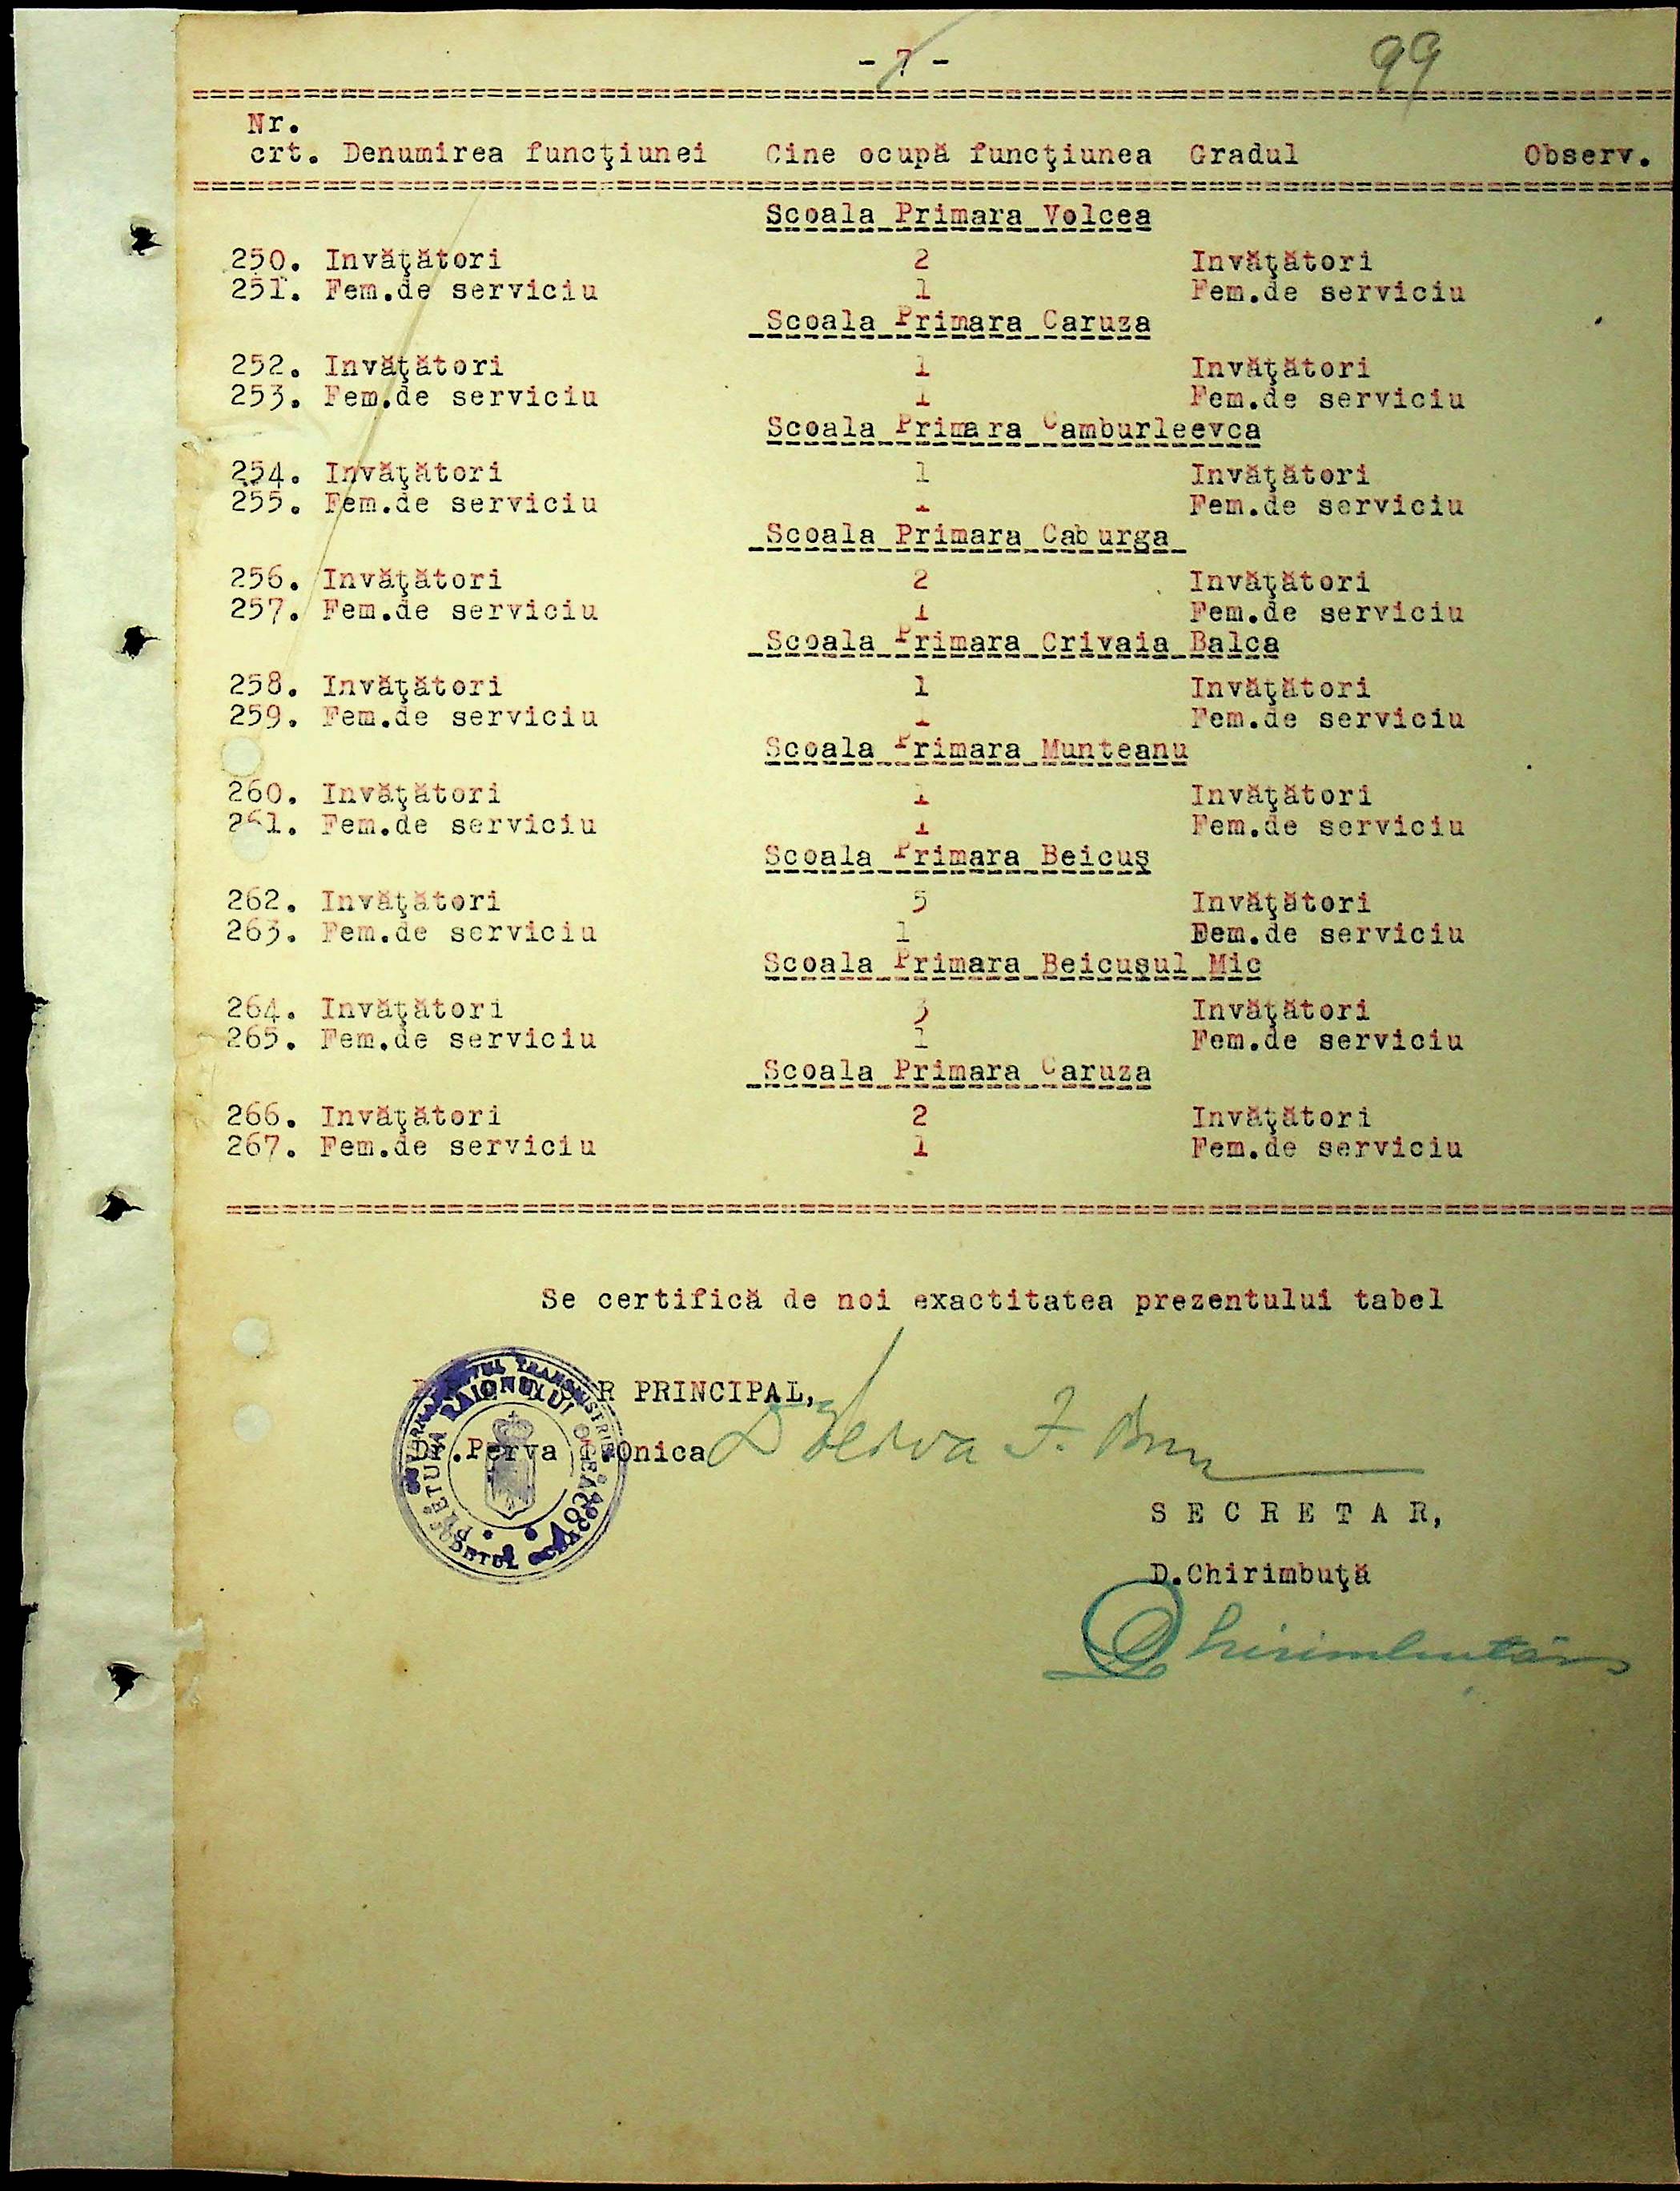 - 7 -
99
Nr.
crt. Denumirea funcţiunei Cine ocupă funcţiunea Gradul Observ.
Scoala Primara Volcea
250. Invăţători 2 Invăţători
251. Fem.de serviciu 1 Fem.de serviciu
Scoala Primara Caruza
252. Invăţători 1 Invăţători
253. Fem.de serviciu 1 Fem.de serviciu
Scoala Primara Camburleevca
254. Invăţători 1 Invăţători
255. Fem.de serviciu 1 Fem.de serviciu
Scoala Primara Caburga
256. Invăţători 2 Invăţători
257. Fem.de serviciu 1 Fem.de serviciu
Scoala Primara Crivaia Balca
258. Invăţători 1 Invăţători
259. Fem.de serviciu 1 Fem.de serviciu
Scoala Primara Munteanu
260. Invăţători 1 Invăţători
261. Fem.de serviciu 1 Fem.de serviciu
Scoala Primara Beicuş
262. Invăţători 5 Invăţători
263. Fem.de serviciu 1 Dem.de serviciu
Scoala Primara Beicuşul Mic
264. Invăţători 3 Invăţători
265. Fem.de serviciu 1 Fem.de serviciu
Scoala Primara Caruza
266. Invăţători 2 Invăţători
267. Fem.de serviciu 1 Fem.de serviciu
Se certifică de noi exactitatea prezentului tabel
PRINCIPAL,
Dr.Perva Onica
RAIONULUI OCEACOV
JUDETUL OCEACOV
SECRETAR,
D.Chirimbuţă